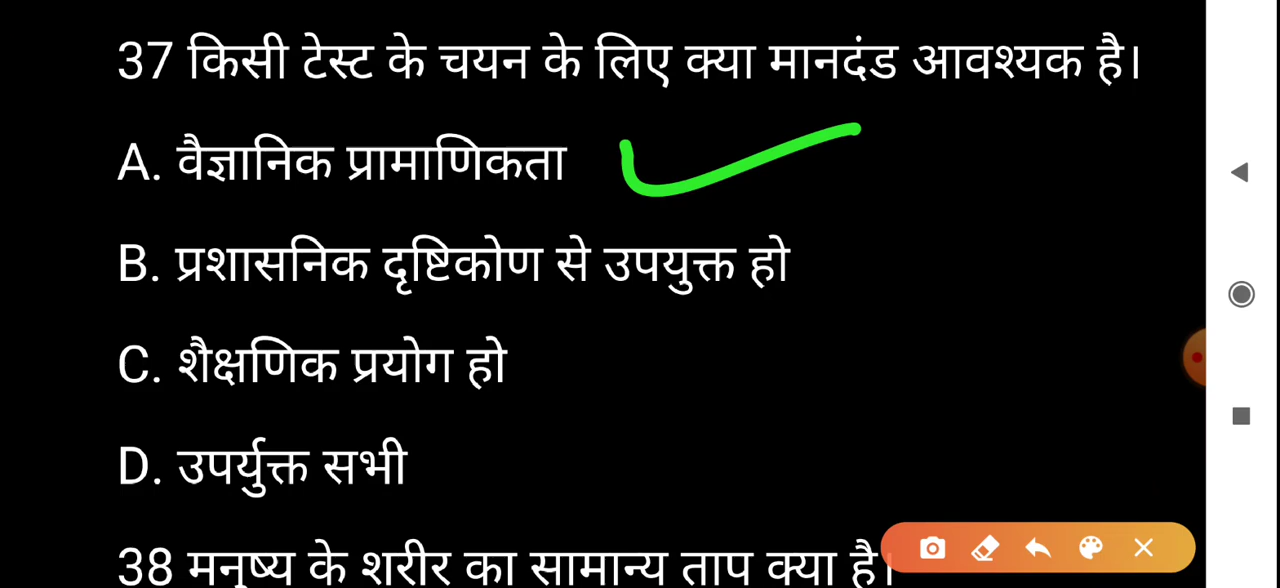 37 किसी टेस्ट के चयन के लिए क्या मानदंड आवश्यक है।
A. वैज्ञानिक प्रामाणिकता
B. प्रशासनिक दृष्टिकोण से उपयुक्त हो
C. शैक्षणिक प्रयोग हो
D. उपर्युक्त सभी
38 मनुष्य के शरीर का सामान्य ताप क्या है।